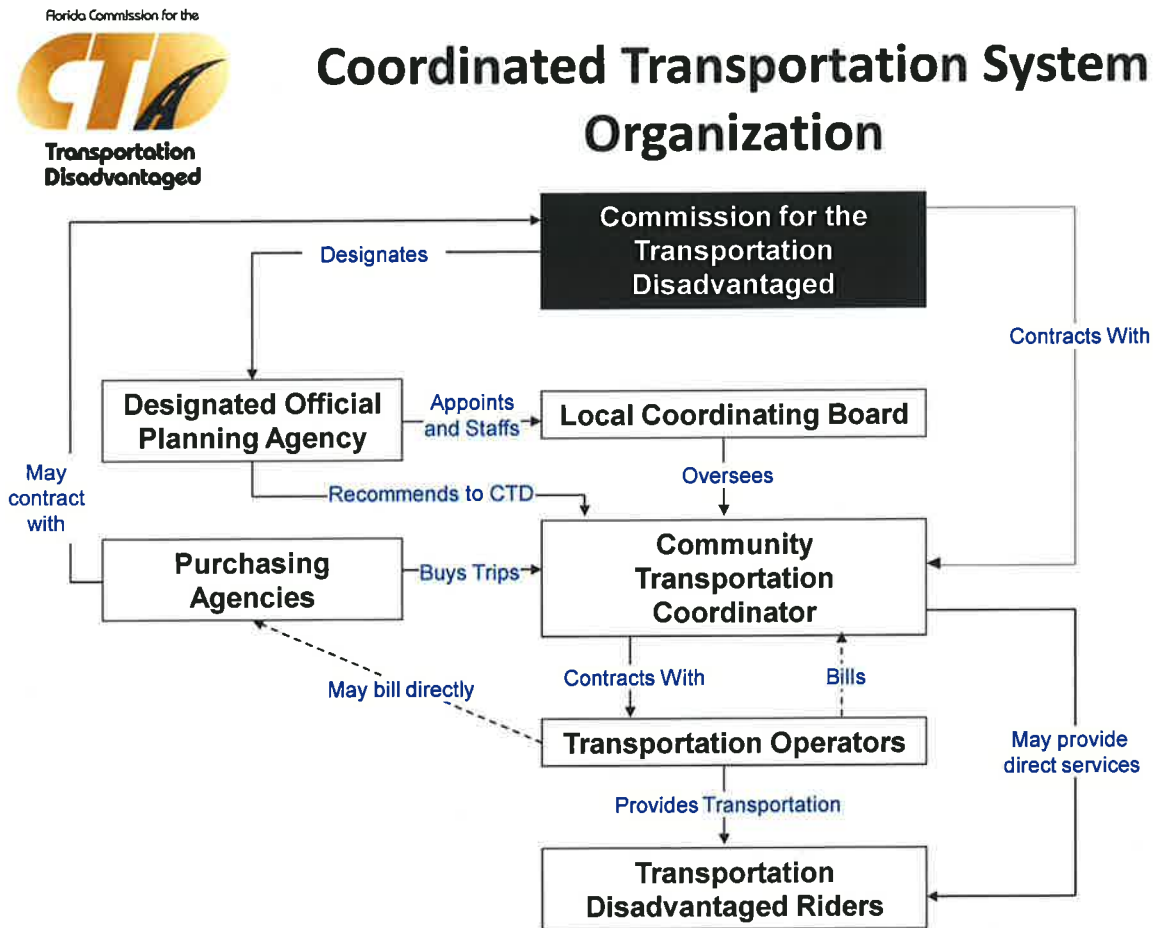 Florida Commission for the
CTD
Transportation
Disadvantaged
Coordinated Transportation System
Organization
Commission for the
Transportation
Disadvantaged
Designates
Contracts With
Designated Official
Planning Agency
Appoints
and Staffs
Local Coordinating Board
May
contract
with
Recommends to CTD
Oversees
Purchasing
Agencies
Buys Trips
Community
Transportation
Coordinator
May bill directly
Contracts With
Bills
Transportation Operators
May provide
direct services
Provides Transportation
Transportation
Disadvantaged Riders